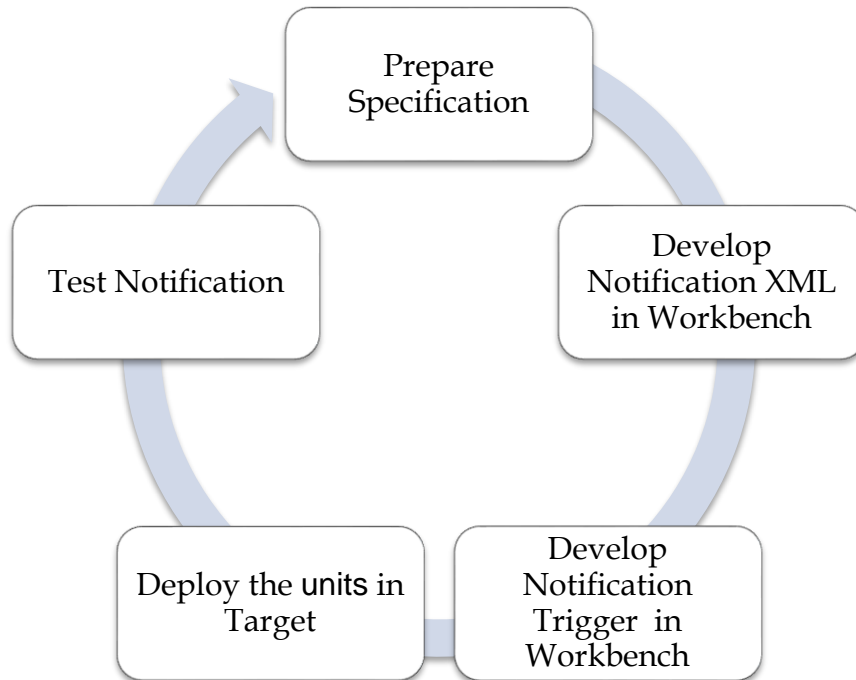 Prepare
Specification
Develop
Notification XML
in Workbench
Develop
Notification
Trigger in
Workbench
Deploy the units in
Target
Test Notification